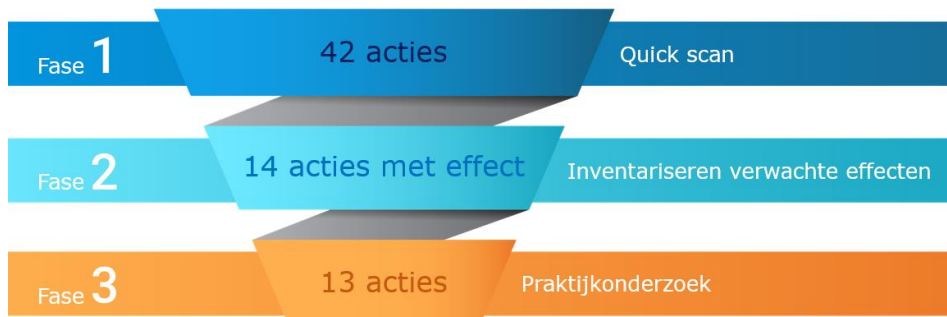 Fase 1 42 acties Quick scan
Fase 2 14 acties met effect Inventariseren verwachte effecten
Fase 3 13 acties Praktijkonderzoek